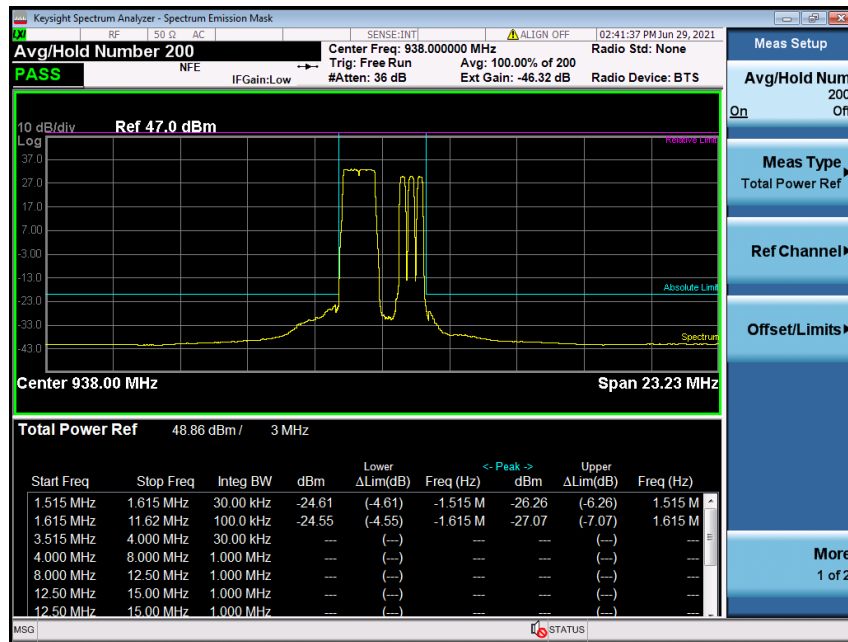 Keysight Spectrum Analyzer - Spectrum Emission Mask
LXI RF 50 Ω AC SENSE:INT ALIGN OFF 02:41:37 PM Jun 29, 2021
Avg/Hold Number 200
PASS
NFE
IFGain:Low
Center Freq: 938.000000 MHz
Trig: Free Run Avg: 100.00% of 200
#Atten: 36 dB Ext Gain: -46.32 dB
Radio Std: None
Radio Device: BTS
10 dB/div Ref 47.0 dBm
Log
Relative Limit
37.0
27.0
17.0
7.00
-3.00
-13.0
Absolute Limit
-23.0
-33.0
Spectrum
-43.0
Center 938.00 MHz Span 23.23 MHz
Total Power Ref 48.86 dBm / 3 MHz
Lower <- Peak -> Upper
Start Freq Stop Freq Integ BW dBm ΔLim(dB) Freq (Hz) dBm ΔLim(dB) Freq (Hz)
1.515 MHz 1.615 MHz 30.00 kHz -24.61 (-4.61) -1.515 M -26.26 (-6.26) 1.515 M
1.615 MHz 11.62 MHz 100.0 kHz -24.55 (-4.55) -1.615 M -27.07 (-7.07) 1.615 M
3.515 MHz 4.000 MHz 30.00 kHz --- (---) --- --- (---) ---
4.000 MHz 8.000 MHz 1.000 MHz --- (---) --- --- (---) ---
8.000 MHz 12.50 MHz 1.000 MHz --- (---) --- --- (---) ---
12.50 MHz 15.00 MHz 1.000 MHz --- (---) --- --- (---) ---
12.50 MHz 15.00 MHz 1.000 MHz --- (---) --- --- (---) ---
MSG STATUS
Meas Setup
Avg/Hold Num
200
On Off
Meas Type
Total Power Ref
Ref Channel
Offset/Limits
More
1 of 2